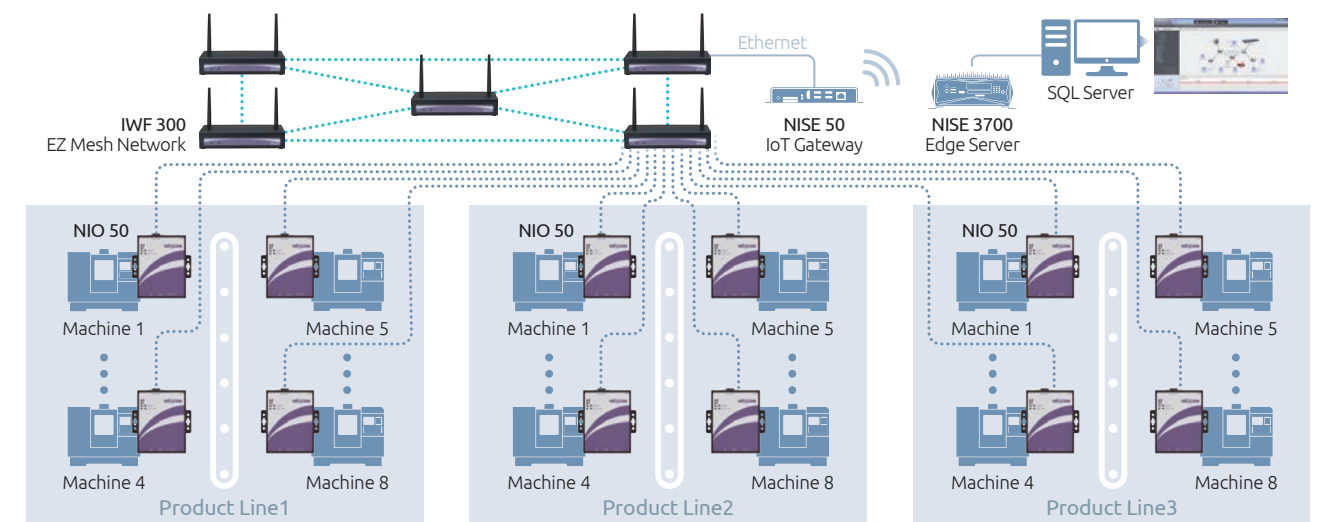 Ethernet
SQL Server
IWF 300
EZ Mesh Network
NISE 50
IoT Gateway
NISE 3700
Edge Server
NIO 50
Machine 1
Machine 5
Machine 4
Machine 8
Product Line1
NIO 50
Machine 1
Machine 5
Machine 4
Machine 8
Product Line2
NIO 50
Machine 1
Machine 5
Machine 4
Machine 8
Product Line3